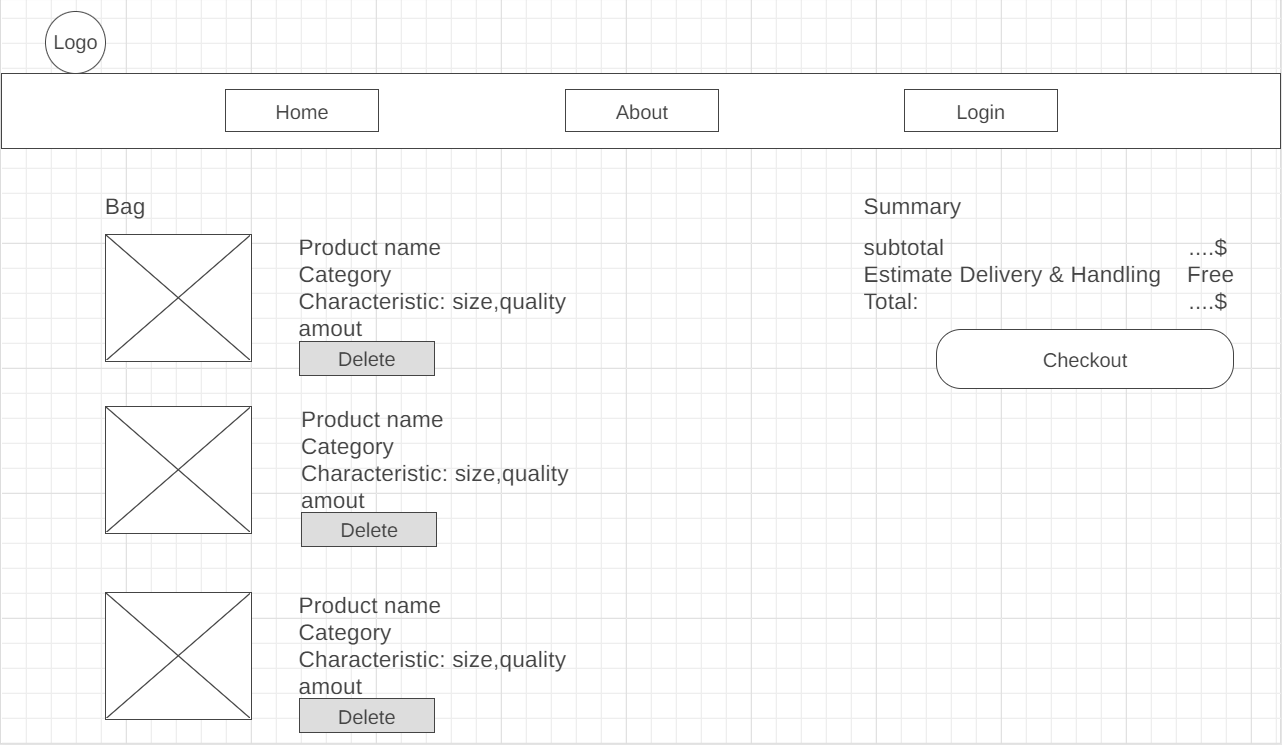 Logo
Home
About
Login
Bag
Product name
Category
Characteristic: size,quality
amout
Delete
Product name
Category
Characteristic: size,quality
amout
Delete
Product name
Category
Characteristic: size,quality
amout
Delete
Summary
subtotal ....$
Estimate Delivery & Handling Free
Total: ....$
Checkout